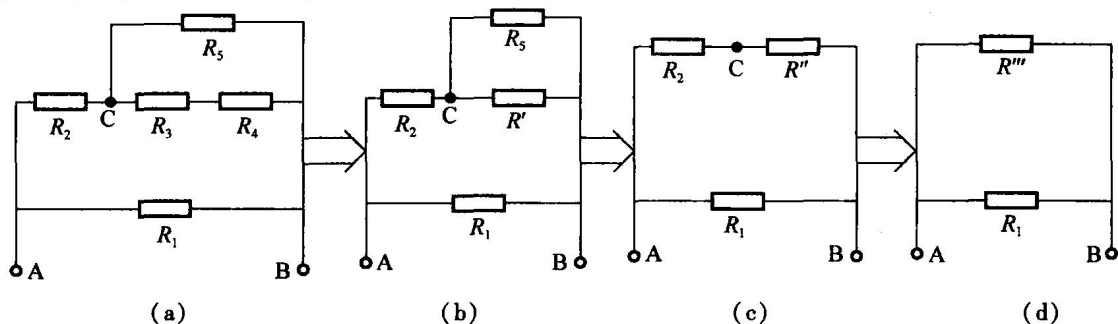 R5
R2 C R3 R4
R1
A B
(a)
R5
R2 C R′
R1
A B
(b)
R2 C R″
R1
A B
(c)
R‴
R1
A B
(d)